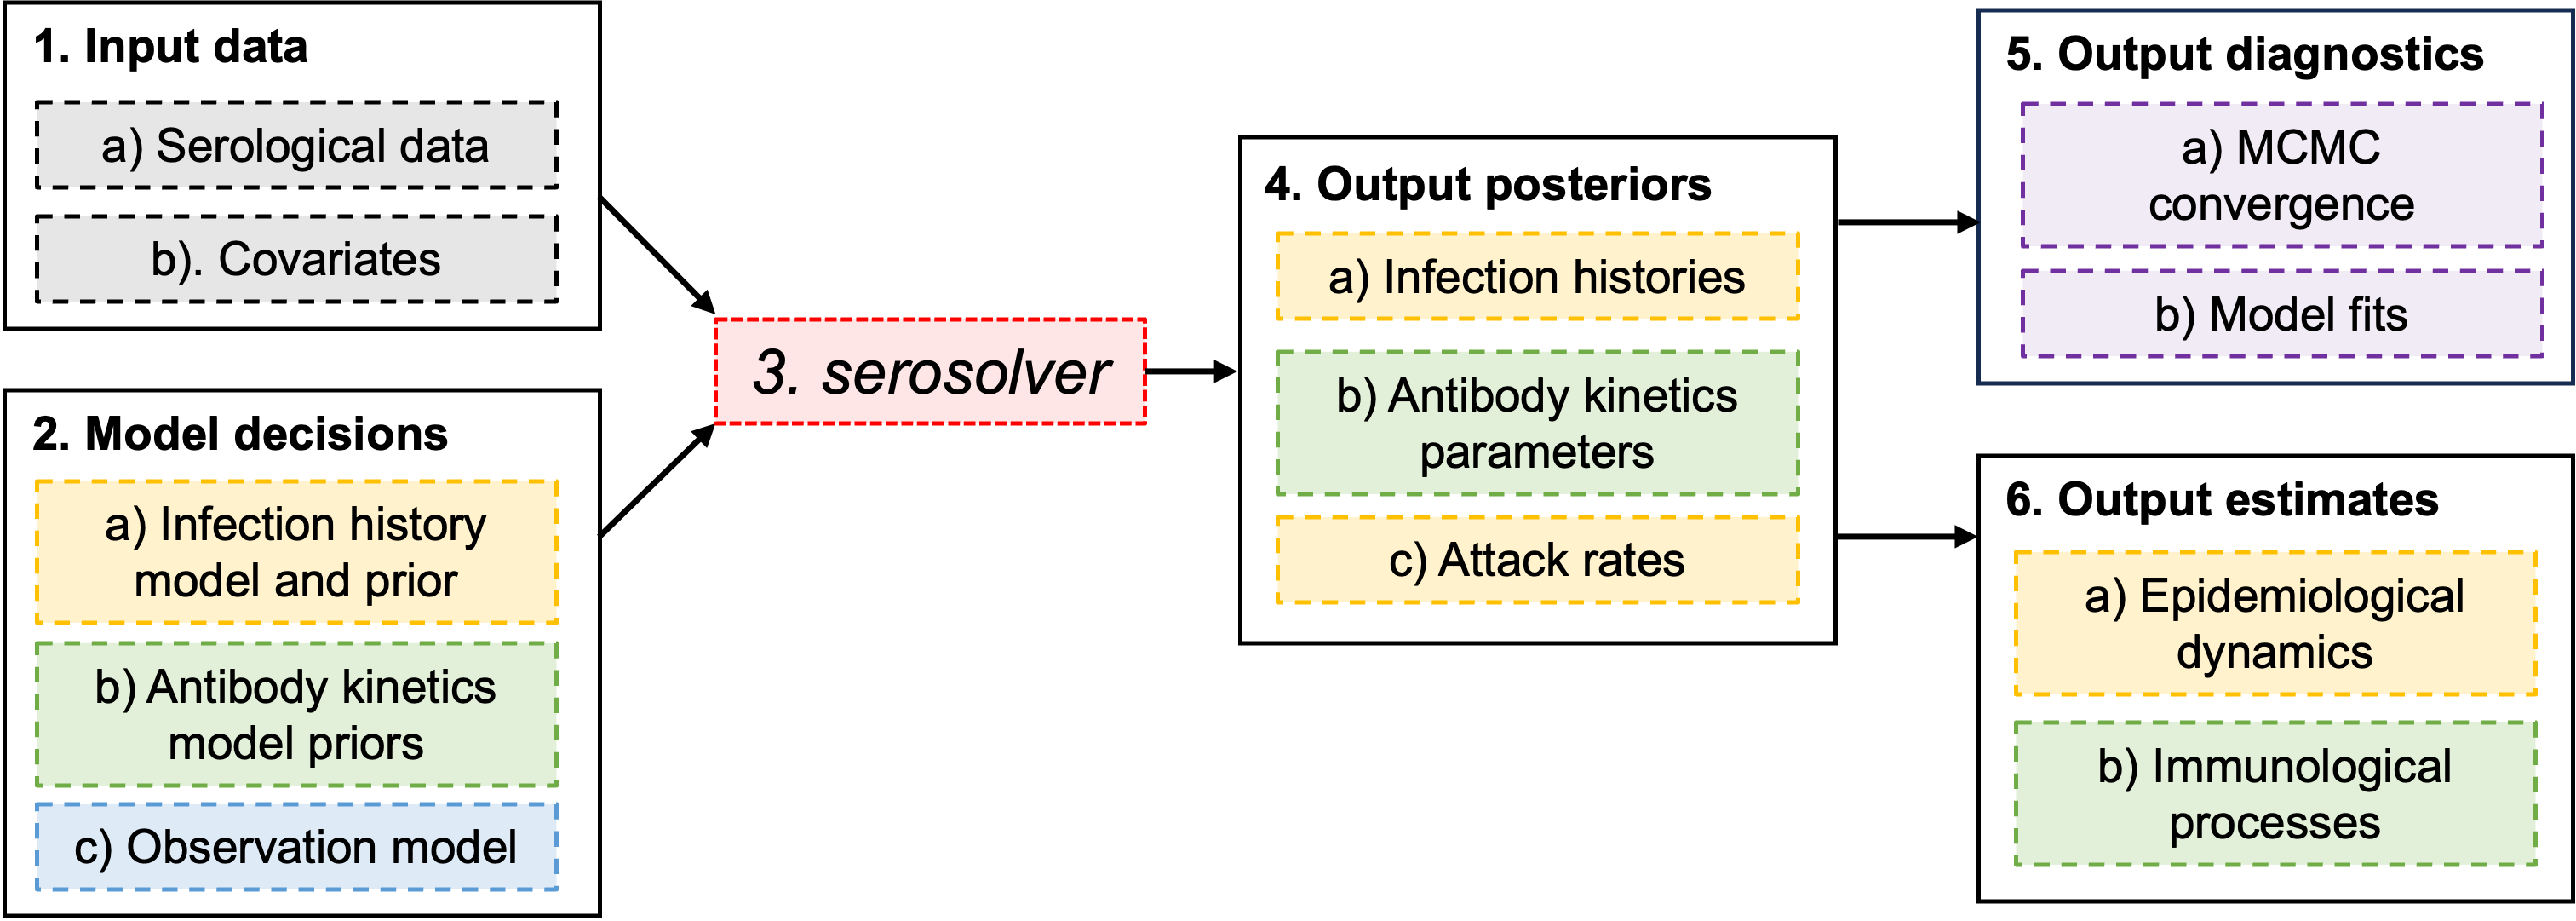 1. Input data
a) Serological data
b). Covariates
2. Model decisions
a) Infection history
model and prior
b) Antibody kinetics
model priors
c) Observation model
3. serosolver
4. Output posteriors
a) Infection histories
b) Antibody kinetics
parameters
c) Attack rates
5. Output diagnostics
a) MCMC
convergence
b) Model fits
6. Output estimates
a) Epidemiological
dynamics
b) Immunological
processes